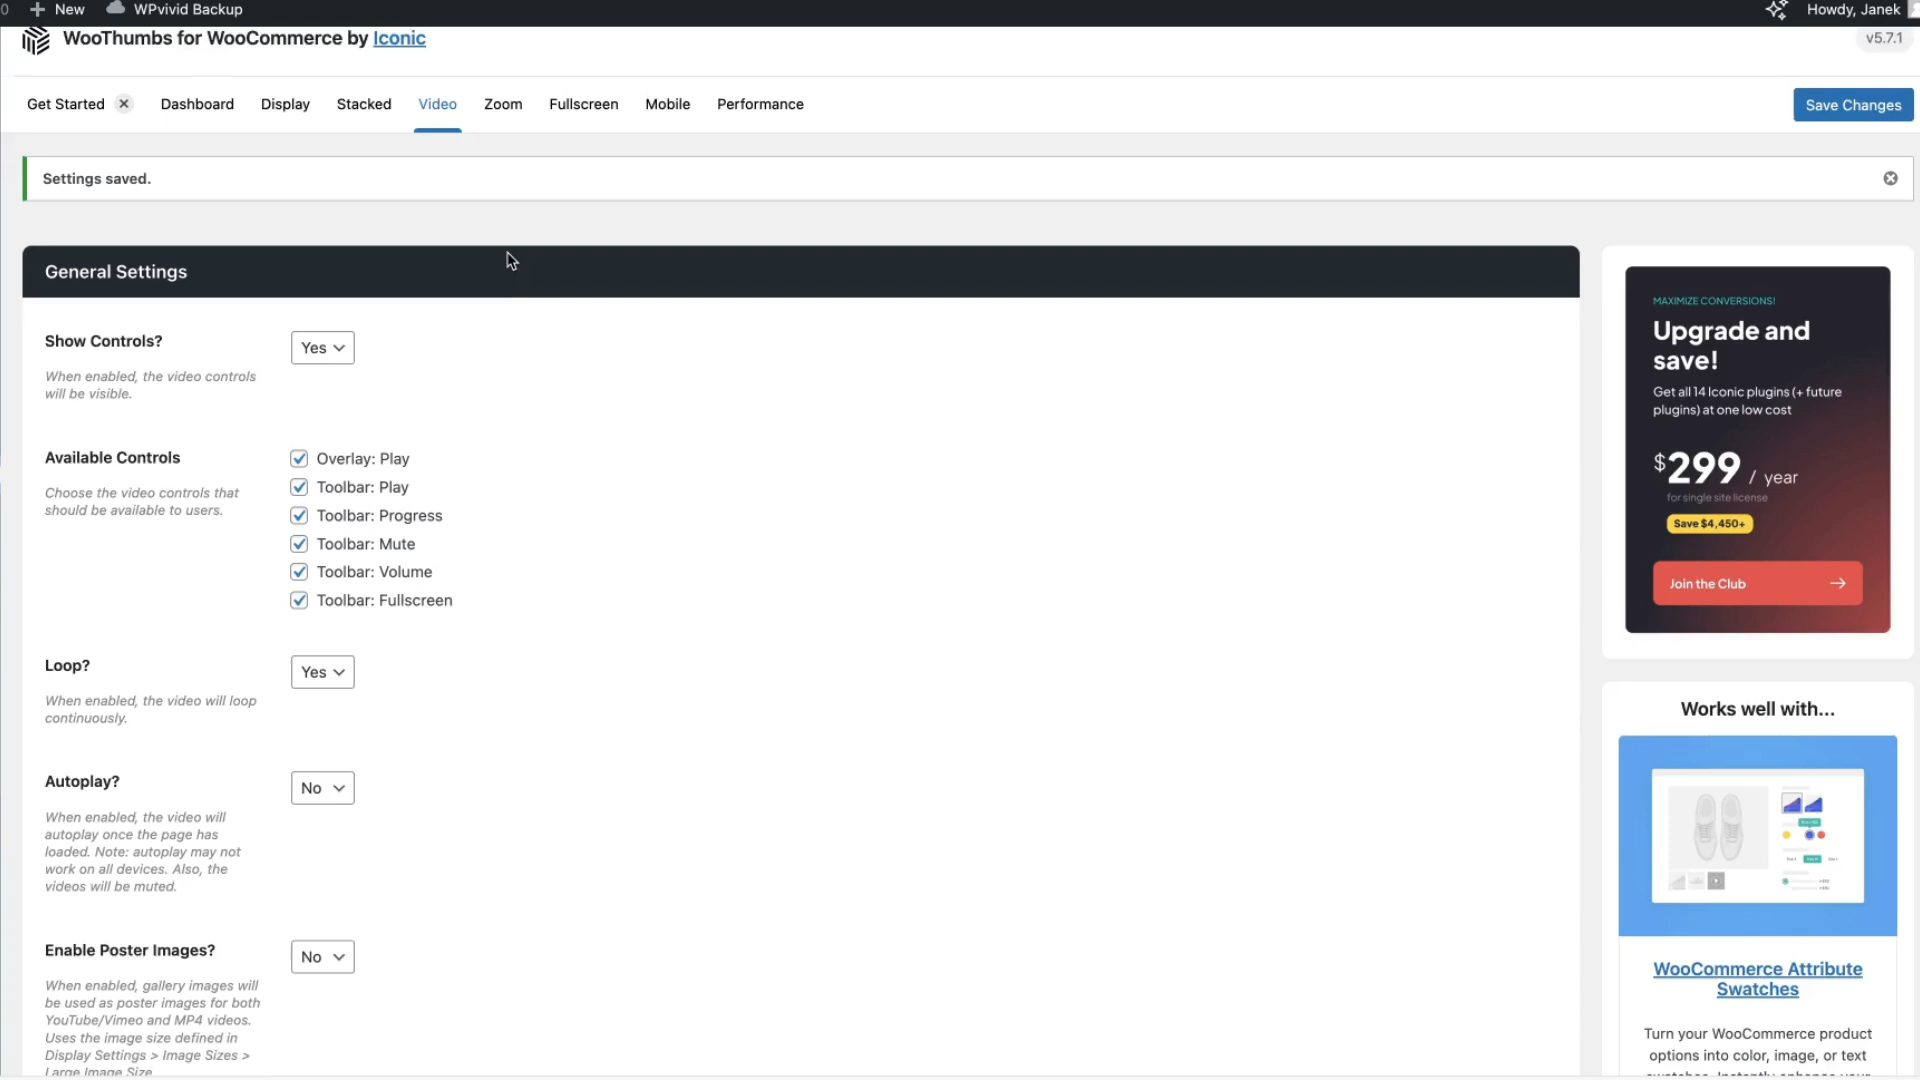 0 New WPvivid Backup Howdy, Janek
WooThumbs for WooCommerce by Iconic v5.7.1
Get Started Dashboard Display Stacked Video Zoom Fullscreen Mobile Performance Save Changes
Settings saved.
General Settings
Show Controls?
When enabled, the video controls
will be visible.
Yes
Available Controls
Choose the video controls that
should be available to users.
Overlay: Play
Toolbar: Play
Toolbar: Progress
Toolbar: Mute
Toolbar: Volume
Toolbar: Fullscreen
Loop?
When enabled, the video will loop
continuously.
Yes
Autoplay?
When enabled, the video will
autoplay once the page has
loaded. Note: autoplay may not
work on all devices. Also, the
videos will be muted.
No
Enable Poster Images?
When enabled, gallery images will
be used as poster images for both
YouTube/Vimeo and MP4 videos.
Uses the image size defined in
Display Settings > Image Sizes >
Large Image Size
No
MAXIMIZE CONVERSIONS!
Upgrade and
save!
Get all 14 Iconic plugins (+ future
plugins) at one low cost
$299 / year
for single site license
Save $4,450+
Join the Club
Works well with...
WooCommerce Attribute
Swatches
Turn your WooCommerce product
options into color, image, or text